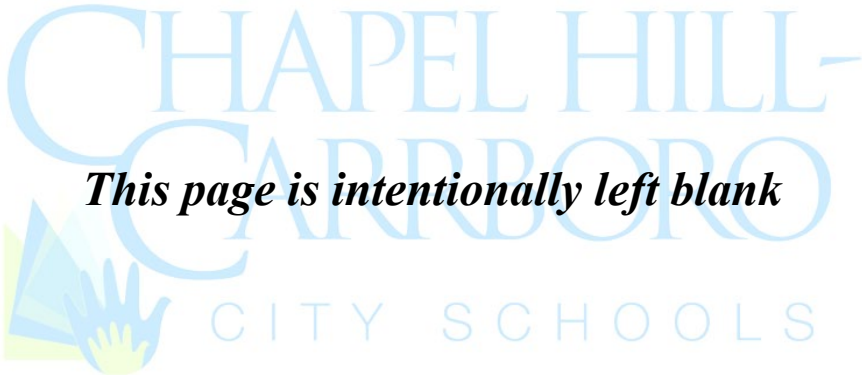 CHAPEL HILL-
CARRBORO
This page is intentionally left blank
CITY SCHOOLS